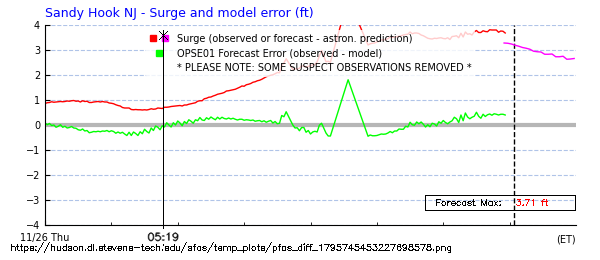 Sandy Hook NJ - Surge and model error (ft)
4
Surge (observed or forecast - astron. prediction)
3
OPSE01 Forecast Error (observed - model)
* PLEASE NOTE: SOME SUSPECT OBSERVATIONS REMOVED *
2
1
0
−1
−2
−3
Forecast Max: 3.71 ft
−4
11/26 Thu 05:19 (ET)
https://hudson.dl.stevens-tech.edu/sfas/temp_plots/pfas_diff_1795745453227698578.png